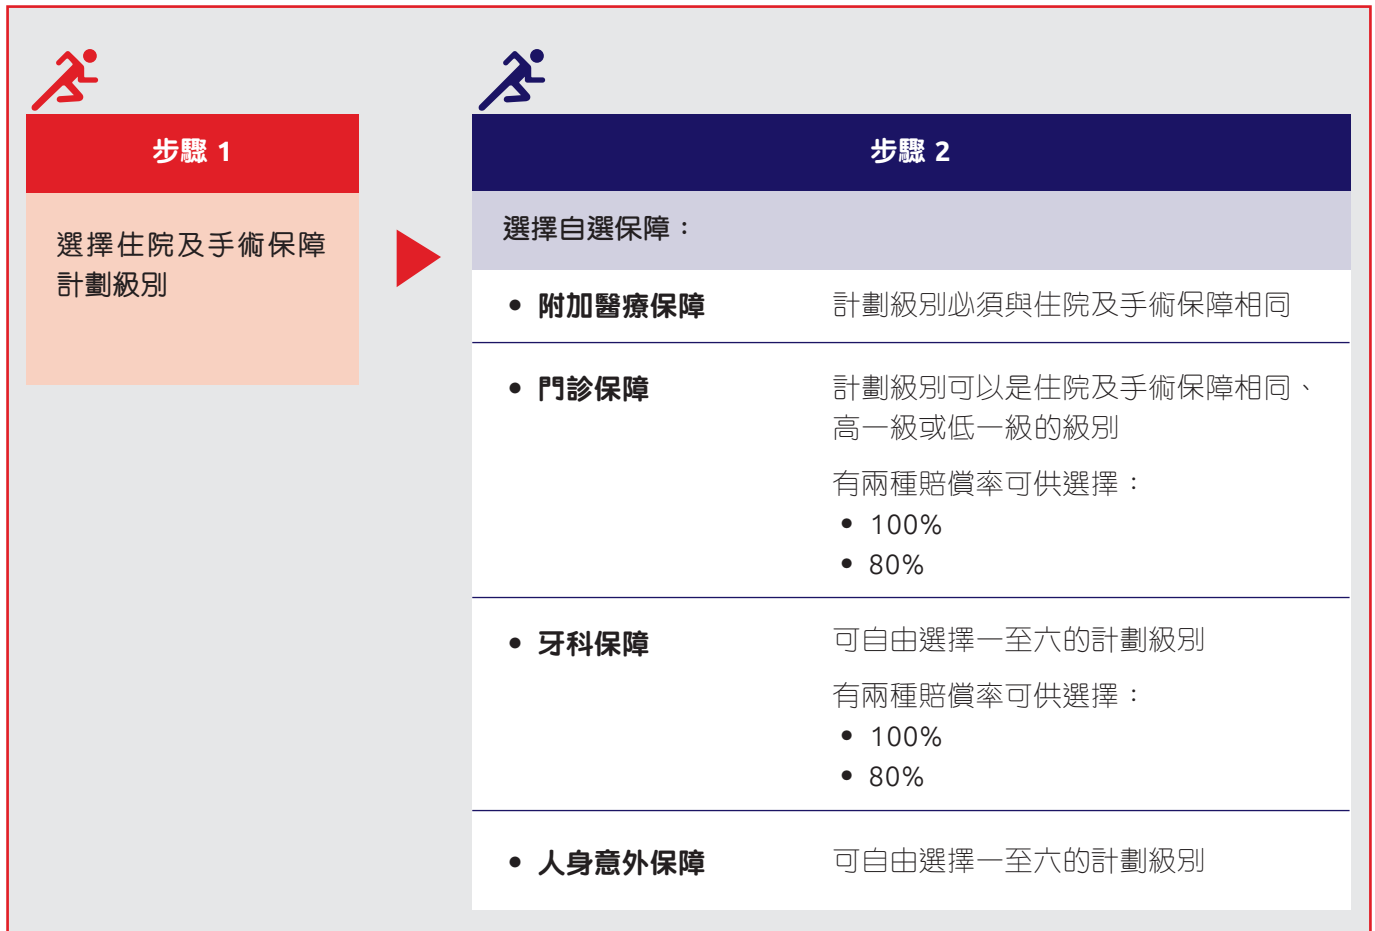 步驟 1
選擇住院及手術保障
計劃級別
步驟 2
選擇自選保障：
• 附加醫療保障
計劃級別必須與住院及手術保障相同
• 門診保障
計劃級別可以是住院及手術保障相同、
高一級或低一級的級別
有兩種賠償率可供選擇：
• 100%
• 80%
• 牙科保障
可自由選擇一至六的計劃級別
有兩種賠償率可供選擇：
• 100%
• 80%
• 人身意外保障
可自由選擇一至六的計劃級別